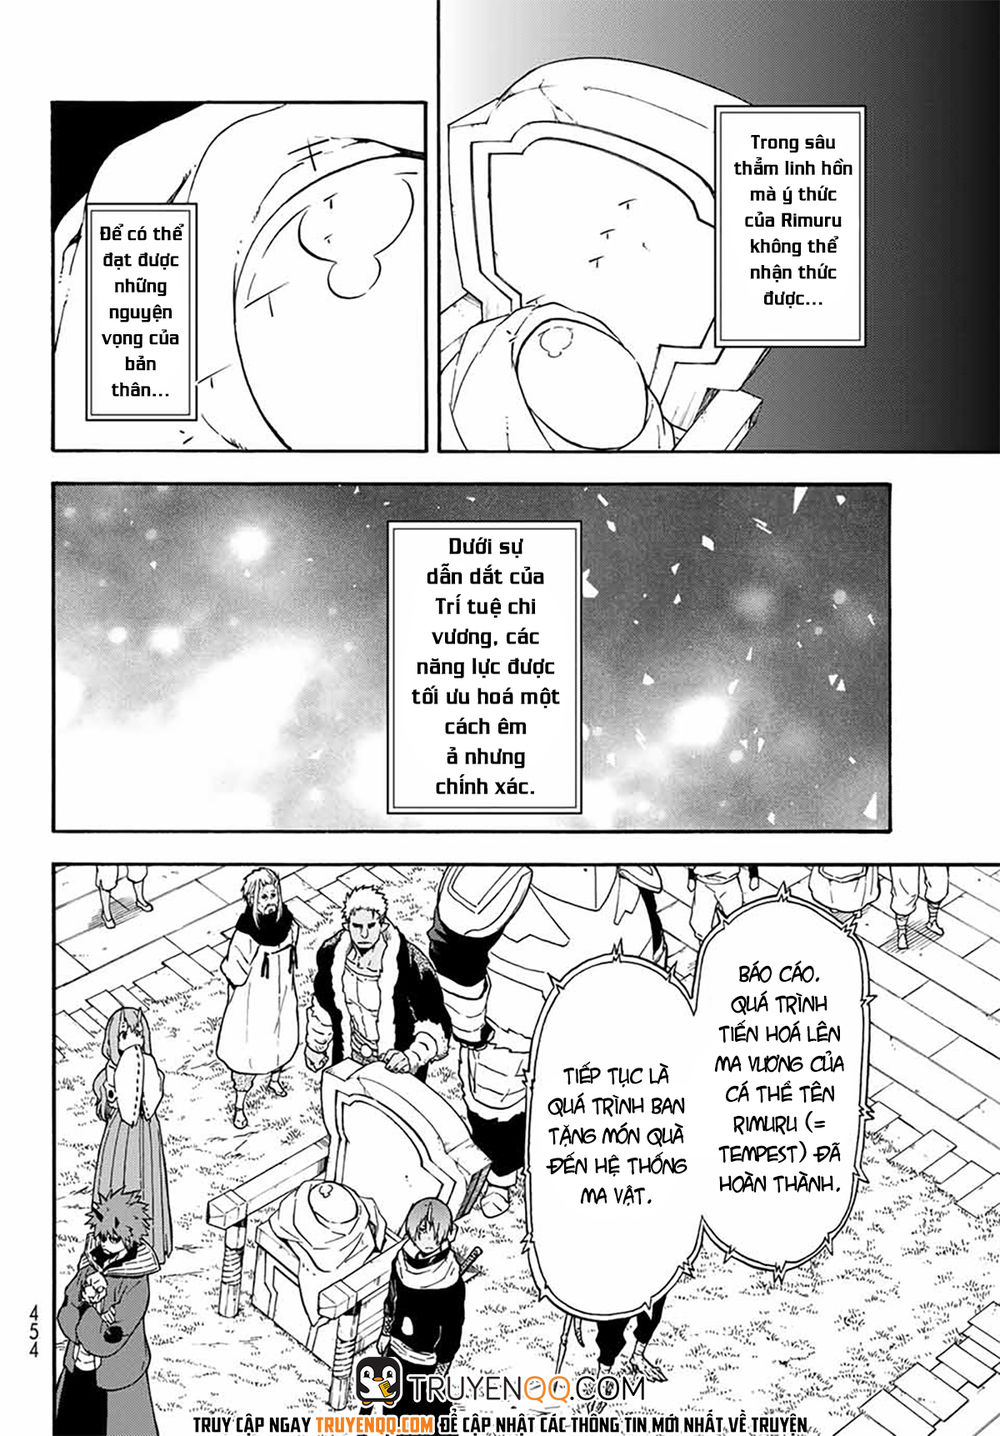 Trong sâu
thẳm linh hồn
mà ý thức
của Rimuru
không thể
nhận thức
được...
Để có thể
đạt được
những
nguyện
vọng của
bản
thân...
Dưới sự
dẫn dắt của
Trí tuệ chi
vương, các
năng lực được
tối ưu hoá một
cách êm
ả nhưng
chính xác.
BÁO CÁO.
QUÁ TRÌNH
TIẾN HOÁ LÊN
MA VƯƠNG CỦA
CÁ THỂ TÊN
RIMURU (=
TEMPEST) ĐÃ
HOÀN THÀNH.
TIẾP TỤC LÀ
QUÁ TRÌNH BAN
TẶNG MÓN QUÀ
ĐẾN HỆ THỐNG
MA VẬT.
454
TRUYENQQ.COM
TRUY CẬP NGAY TRUYENQQ.COM ĐỂ CẬP NHẬT CÁC THÔNG TIN MỚI NHẤT VỀ TRUYỆN